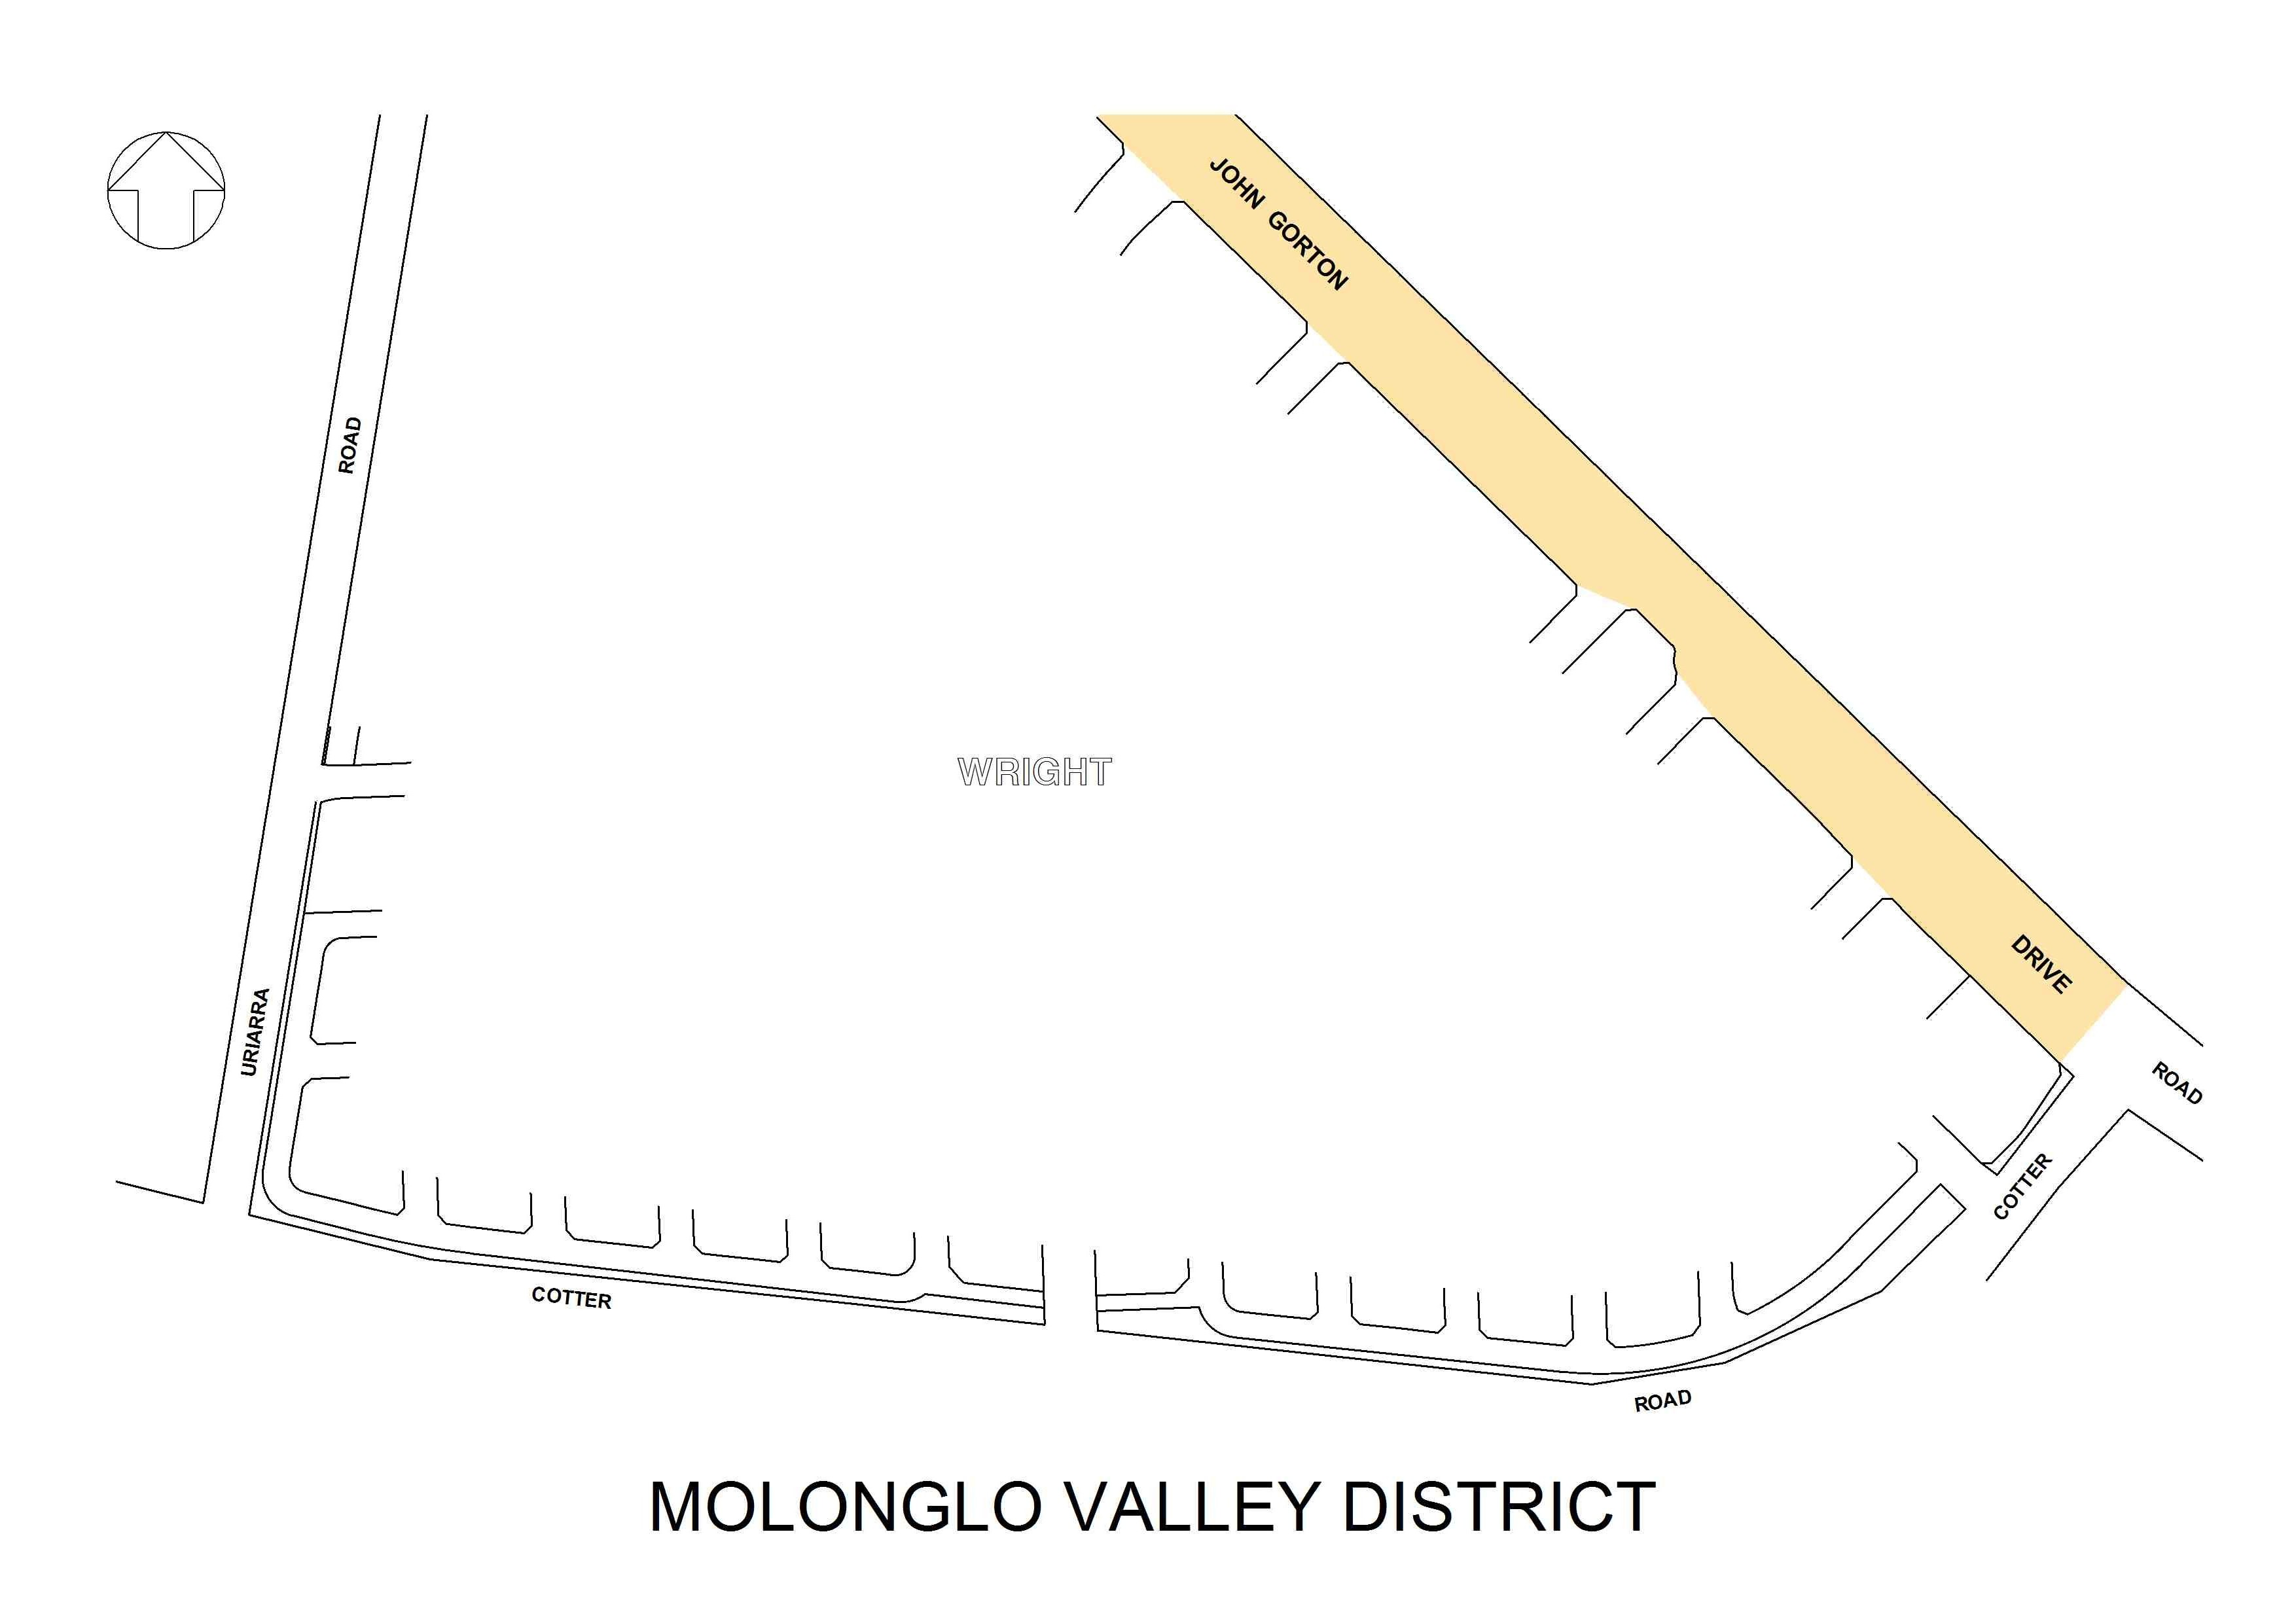 JOHN GORTON
DRIVE
ROAD
URIARRA
WRIGHT
ROAD
COTTER
COTTER
ROAD
MOLONGLO VALLEY DISTRICT